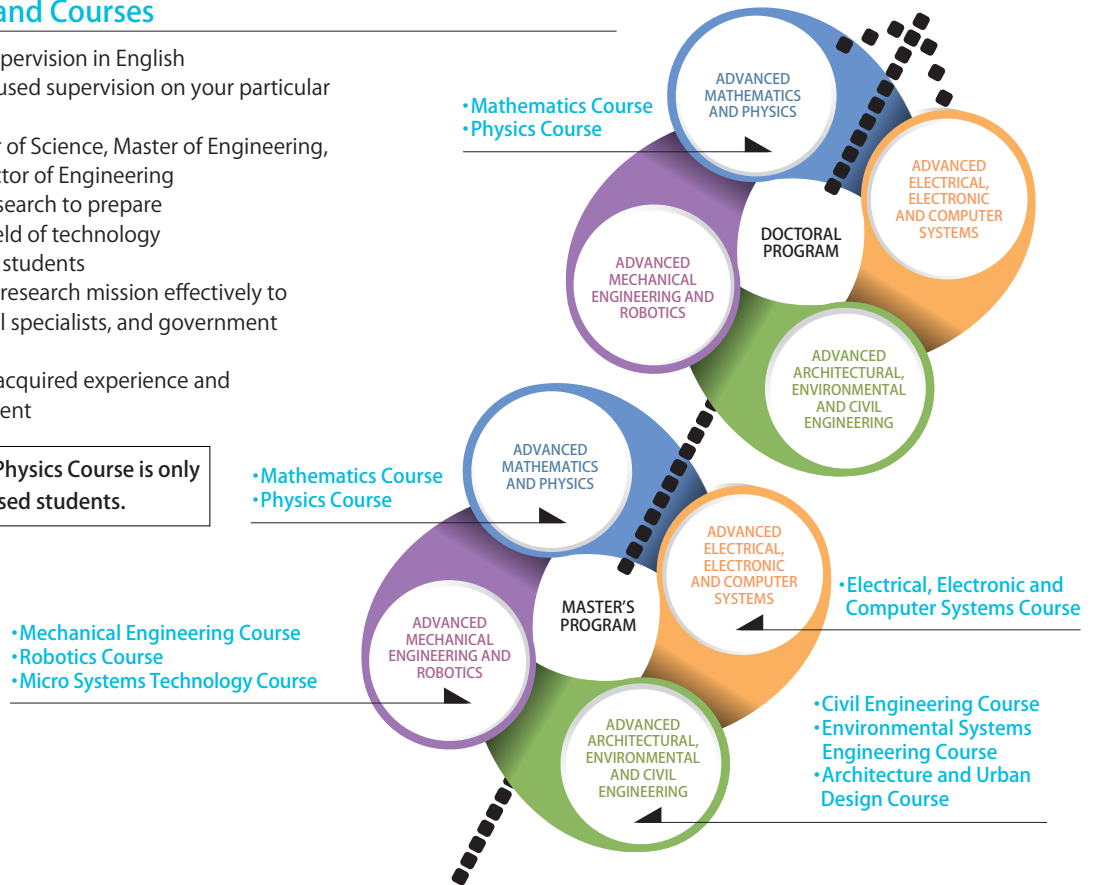 and Courses
pervision in English
used supervision on your particular
of Science, Master of Engineering,
ctor of Engineering
search to prepare
eld of technology
students
research mission effectively to
l specialists, and government
acquired experience and
ent
Physics Course is only
sed students.
•Mathematics Course
•Physics Course
ADVANCED
MATHEMATICS
AND PHYSICS
ADVANCED
ELECTRICAL,
ELECTRONIC
AND COMPUTER
SYSTEMS
DOCTORAL
PROGRAM
ADVANCED
MECHANICAL
ENGINEERING AND
ROBOTICS
ADVANCED
ARCHITECTURAL,
ENVIRONMENTAL
AND CIVIL
ENGINEERING
•Mathematics Course
•Physics Course
ADVANCED
MATHEMATICS
AND PHYSICS
ADVANCED
ELECTRICAL,
ELECTRONIC
AND COMPUTER
SYSTEMS
•Electrical, Electronic and
Computer Systems Course
MASTER'S
PROGRAM
•Mechanical Engineering Course
•Robotics Course
•Micro Systems Technology Course
ADVANCED
MECHANICAL
ENGINEERING AND
ROBOTICS
ADVANCED
ARCHITECTURAL,
ENVIRONMENTAL
AND CIVIL
ENGINEERING
•Civil Engineering Course
•Environmental Systems
Engineering Course
•Architecture and Urban
Design Course